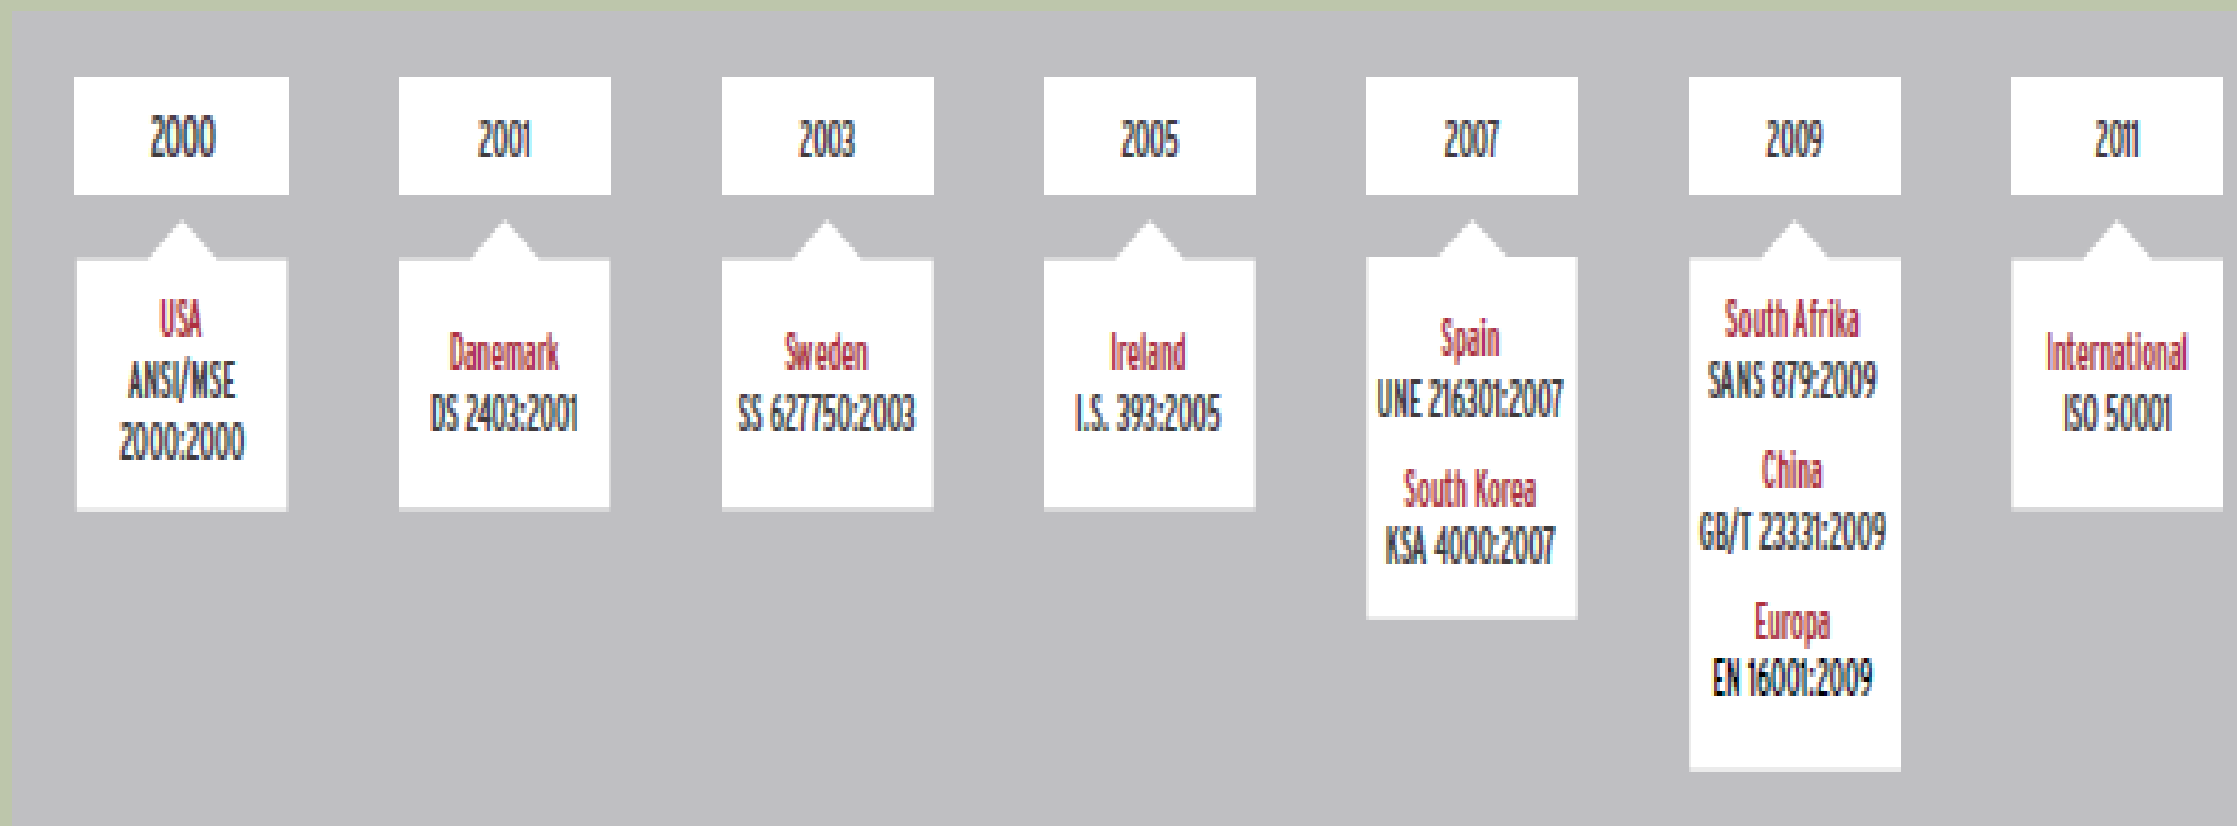 2000
USA
ANSI/MSE
2000:2000
2001
Danemark
DS 2403:2001
2003
Sweden
SS 627750:2003
2005
Ireland
I.S. 393:2005
2007
Spain
UNE 216301:2007
South Korea
KSA 4000:2007
2009
South Afrika
SANS 879:2009
China
GB/T 23331:2009
Europa
EN 16001:2009
2011
International
ISO 50001